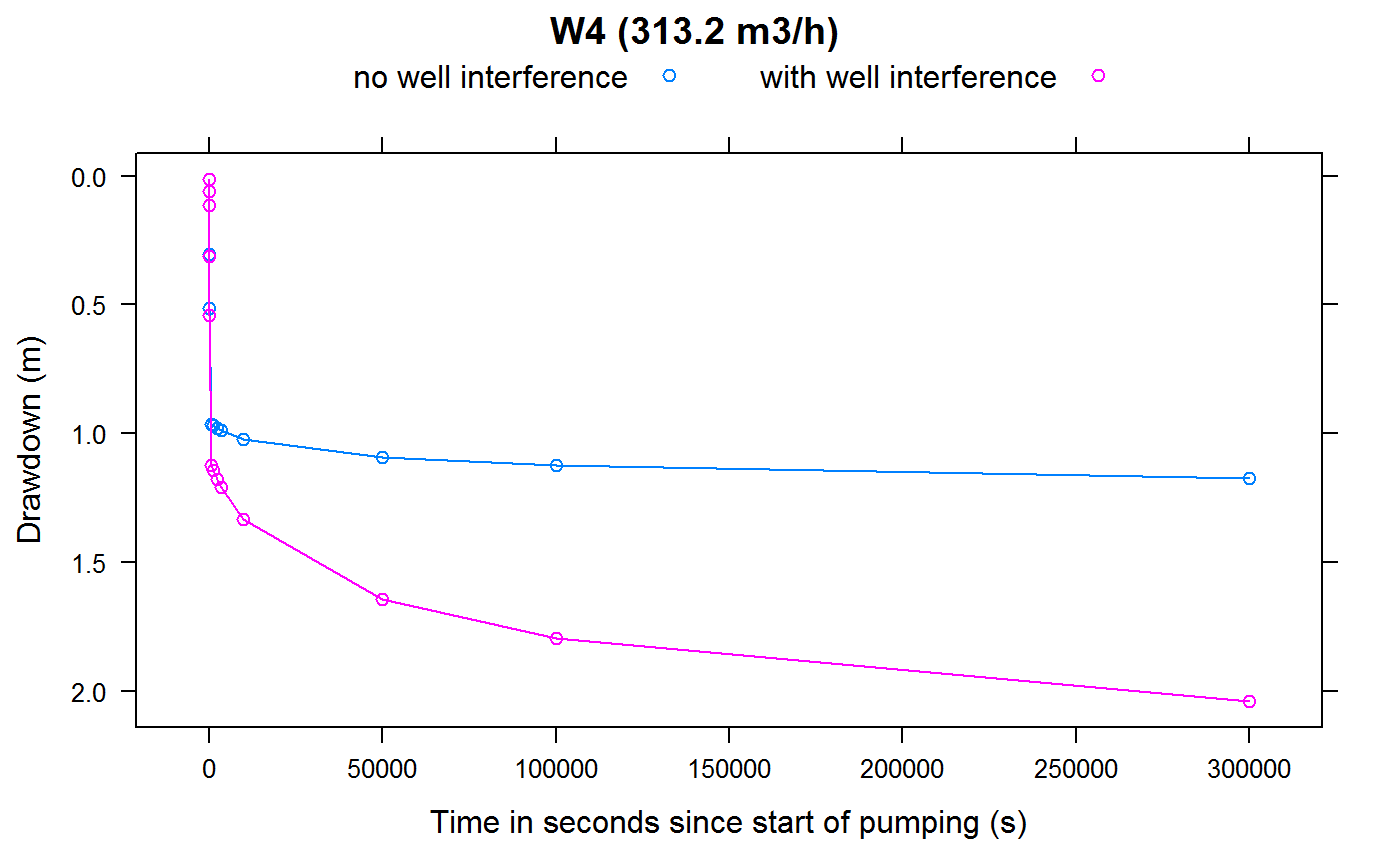 W4 (313.2 m3/h)
no well interference with well interference
0.0
0.5
1.0
1.5
2.0
Drawdown (m)
0 50000 100000 150000 200000 250000 300000
Time in seconds since start of pumping (s)